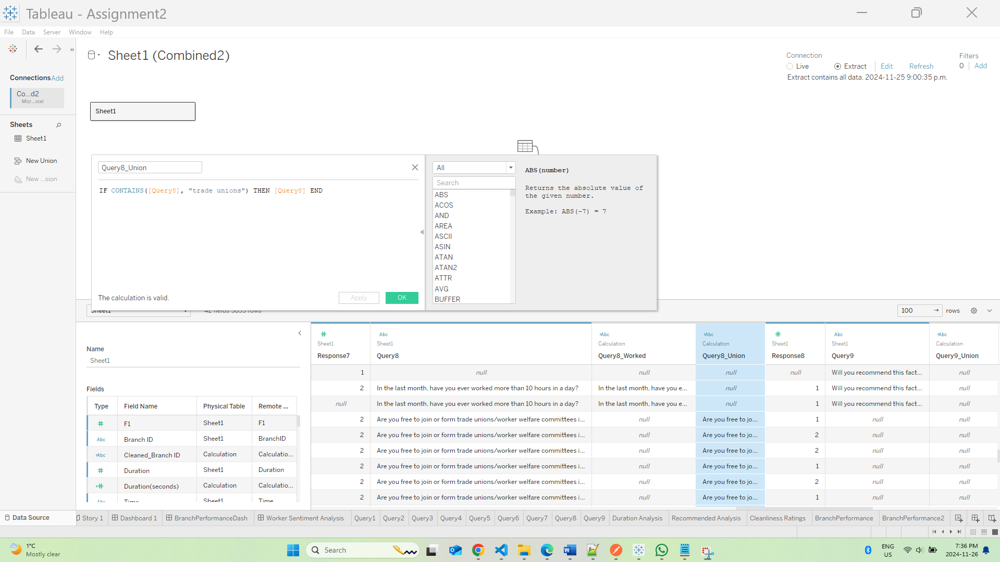 Tableau - Assignment2
File Data Server Window Help
Sheet1 (Combined2)
Connection
Live Extract Edit Refresh
Extract contains all data. 2024-11-25 9:00:35 p.m.
Filters
0 Add
Connections Add
Co...d2
Micr...xcel
Sheets
Sheet1
New Union
New ...sion
Sheet1
Query8_Union
IF CONTAINS([Query8], "trade unions") THEN [Query8] END
The calculation is valid.
Apply OK
All
Search
ABS
ACOS
AND
AREA
ASCII
ASIN
ATAN
ATAN2
ATTR
AVG
BUFFER
ABS(number)
Returns the absolute value of
the given number.
Example: ABS(-7) = 7
Sheet1 42 fields 3855 rows
100 rows
Name
Sheet1
Fields
Type Field Name Physical Table Remote ...
F1 Sheet1 F1
Abc Branch ID Sheet1 BranchID
=Abc Cleaned_Branch ID Calculation Calculatio...
# Duration Sheet1 Duration
=# Duration(seconds) Calculation Calculatio...
Abc Time Sheet1 Time
# Abc =Abc =Abc # Abc =Abc
Sheet1 Sheet1 Calculation Calculation Sheet1 Sheet1 Calculation
Response7 Query8 Query8_Worked Query8_Union Response8 Query9 Query9_Union
1 null null null null Will you recommend this fact... null
2 In the last month, have you ever worked more than 10 hours in a day? In the last month, have you e... null 1 Will you recommend this fact... null
null In the last month, have you ever worked more than 10 hours in a day? In the last month, have you e... null 1 Will you recommend this fact... null
2 Are you free to join or form trade unions/worker welfare committees i... null Are you free to jo... 1 null null
2 Are you free to join or form trade unions/worker welfare committees i... null Are you free to jo... 2 null null
2 Are you free to join or form trade unions/worker welfare committees i... null Are you free to jo... 2 null null
2 Are you free to join or form trade unions/worker welfare committees i... null Are you free to jo... 1 null null
2 Are you free to join or form trade unions/worker welfare committees i... null Are you free to jo... 2 null null
2 Are you free to join or form trade unions/worker welfare committees i... null Are you free to jo... 1 null null
Data Source Story 1 Dashboard 1 BranchPerformanceDash Worker Sentiment Analysis Query1 Query2 Query3 Query4 Query5 Query6 Query7 Query8 Query9 Duration Analysis Recommended Analysis Cleanliness Ratings BranchPerformance BranchPerformance2
1°C
Mostly clear
Search
ENG
US
7:36 PM
2024-11-26